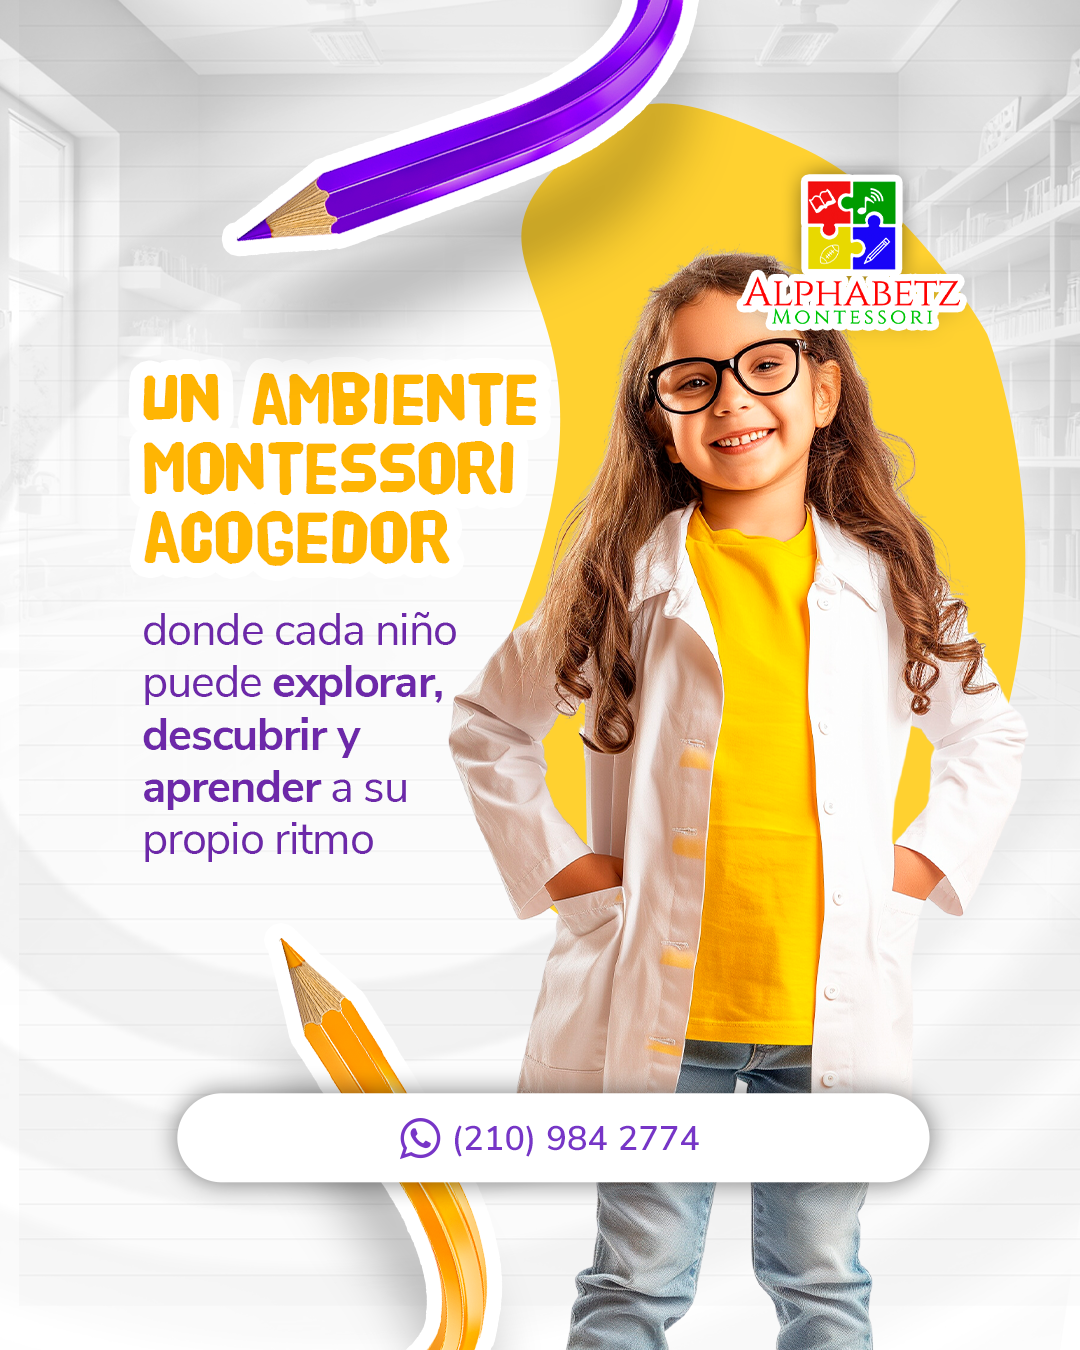 ALPHABETZ
MONTESSORI
UN AMBIENTE
MONTESSORI
ACOGEDOR
donde cada niño
puede explorar,
descubrir y
aprender a su
propio ritmo
(210) 984 2774